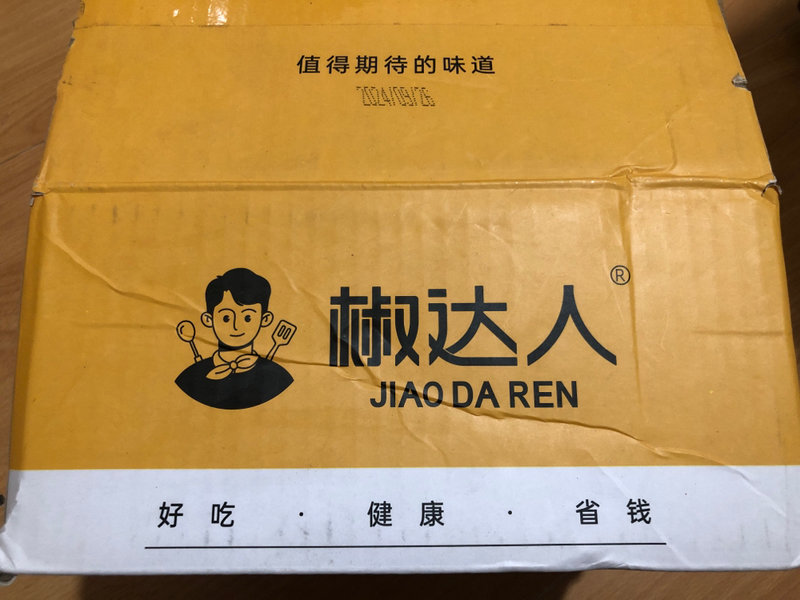 值得期待的味道
2024/09/26
椒达人®
JIAO DA REN
好吃 · 健康 · 省钱